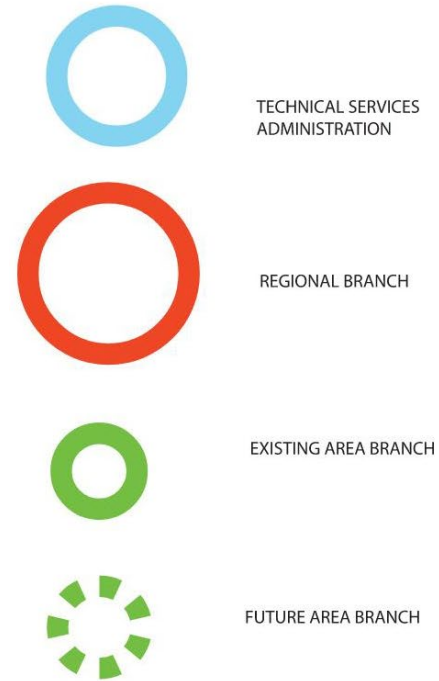 TECHNICAL SERVICES
ADMINISTRATION
REGIONAL BRANCH
EXISTING AREA BRANCH
FUTURE AREA BRANCH